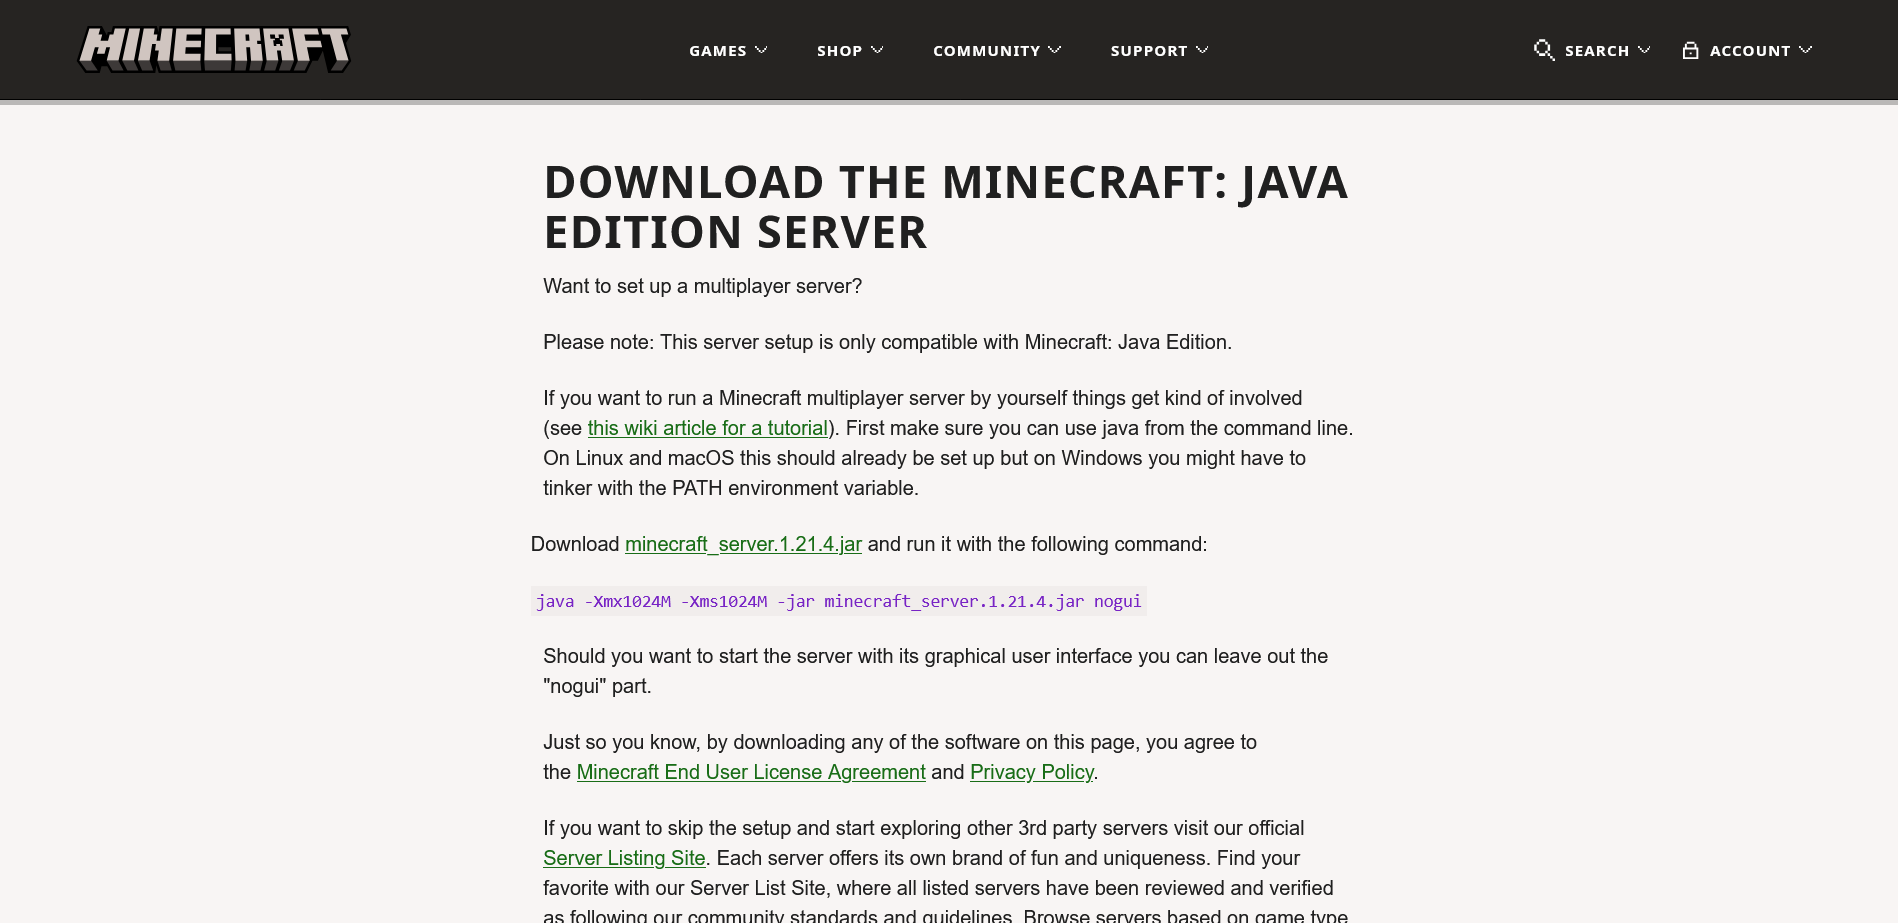 MINECRAFT
GAMES
SHOP
COMMUNITY
SUPPORT
SEARCH
ACCOUNT
DOWNLOAD THE MINECRAFT: JAVA
EDITION SERVER
Want to set up a multiplayer server?
Please note: This server setup is only compatible with Minecraft: Java Edition.
If you want to run a Minecraft multiplayer server by yourself things get kind of involved
(see this wiki article for a tutorial). First make sure you can use java from the command line.
On Linux and macOS this should already be set up but on Windows you might have to
tinker with the PATH environment variable.
Download minecraft_server.1.21.4.jar and run it with the following command:
java -Xmx1024M -Xms1024M -jar minecraft_server.1.21.4.jar nogui
Should you want to start the server with its graphical user interface you can leave out the
"nogui" part.
Just so you know, by downloading any of the software on this page, you agree to
the Minecraft End User License Agreement and Privacy Policy.
If you want to skip the setup and start exploring other 3rd party servers visit our official
Server Listing Site. Each server offers its own brand of fun and uniqueness. Find your
favorite with our Server List Site, where all listed servers have been reviewed and verified
as following our community standards and guidelines. Browse servers based on game type